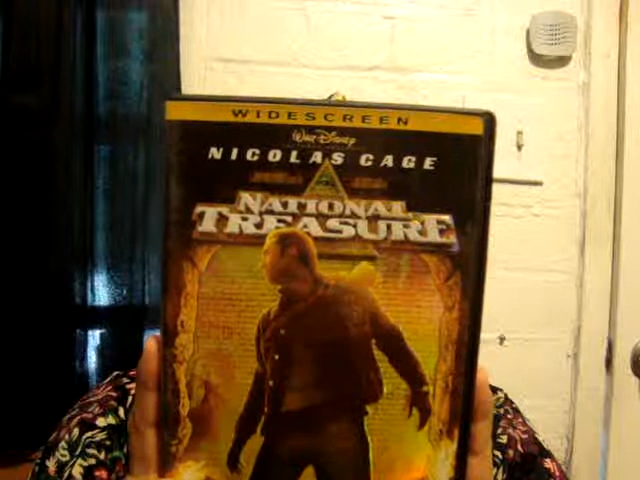 WIDESCREEN
Walt Disney
NICOLAS CAGE
NATIONAL
TREASURE